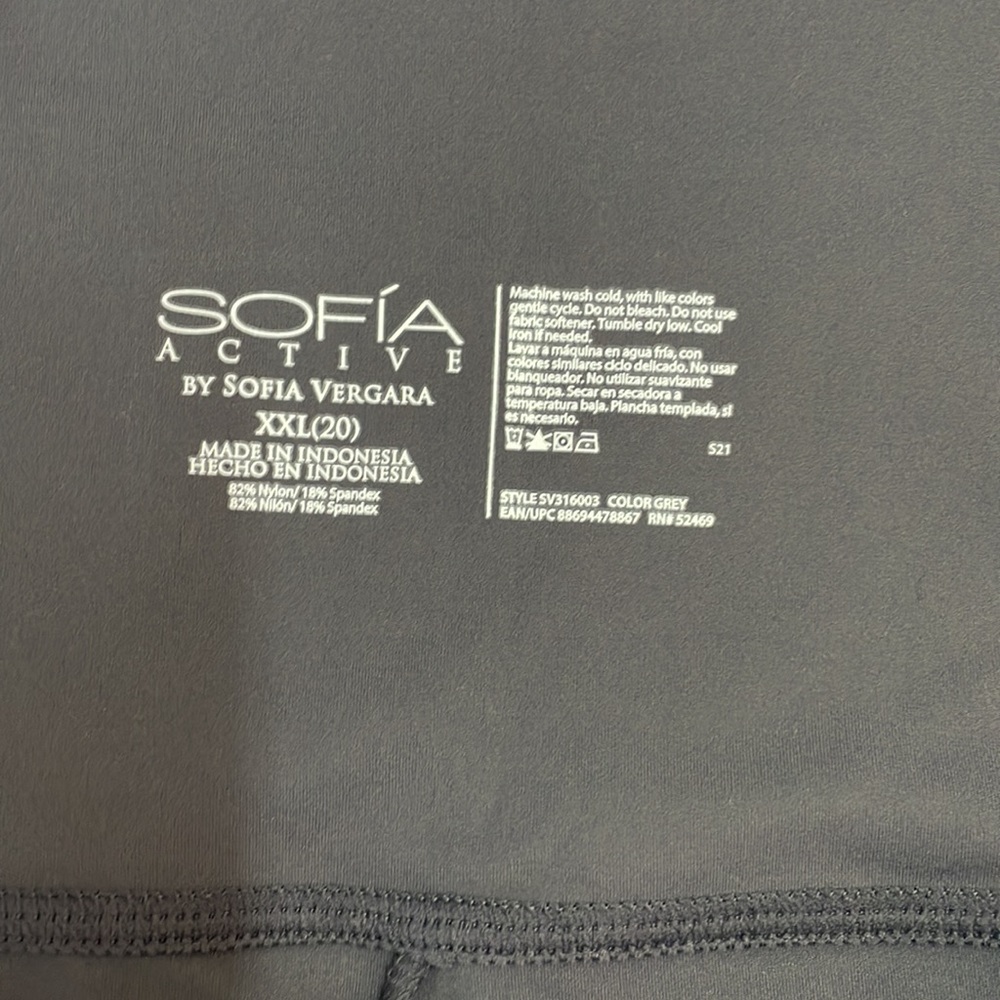 SOFÍA
ACTIVE
BY SOFIA VERGARA
XXL(20)
MADE IN INDONESIA
HECHO EN INDONESIA
82% Nylon/ 18% Spandex
82% Nilón/ 18% Spandex
Machine wash cold, with like colors
gentle cycle. Do not bleach. Do not use
fabric softener. Tumble dry low. Cool
iron if needed.
Lavar a máquina en agua fría, con
colores similares ciclo delicado. No usar
blanqueador. No utilizar suavizante
para ropa. Secar en secadora a
temperatura baja. Plancha templada, si
es necesario.
S21
STYLE SV316003 COLOR GREY
EAN/UPC 88694478867 RN# 52469